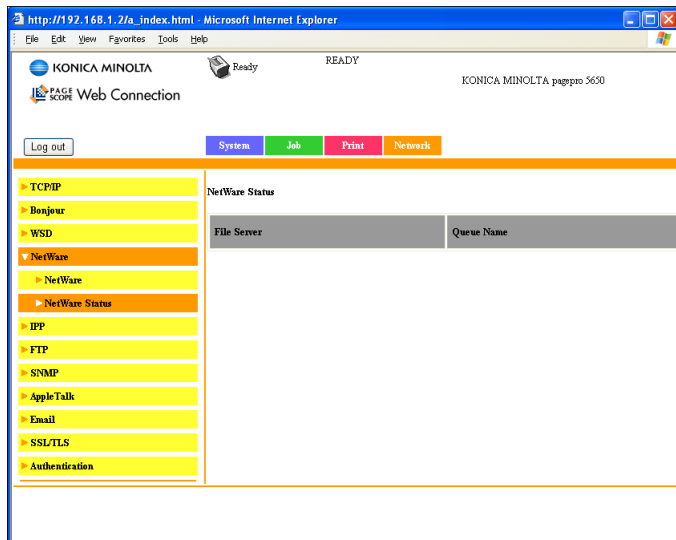 http://192.168.1.2/a_index.html - Microsoft Internet Explorer
File Edit View Favorites Tools Help
KONICA MINOLTA
Ready
READY
KONICA MINOLTA pagepro 5650
PAGE SCOPE Web Connection
Log out
System Job Print Network
TCP/IP
Bonjour
WSD
NetWare
NetWare
NetWare Status
IPP
FTP
SNMP
AppleTalk
Email
SSL/TLS
Authentication
NetWare Status
File Server Queue Name